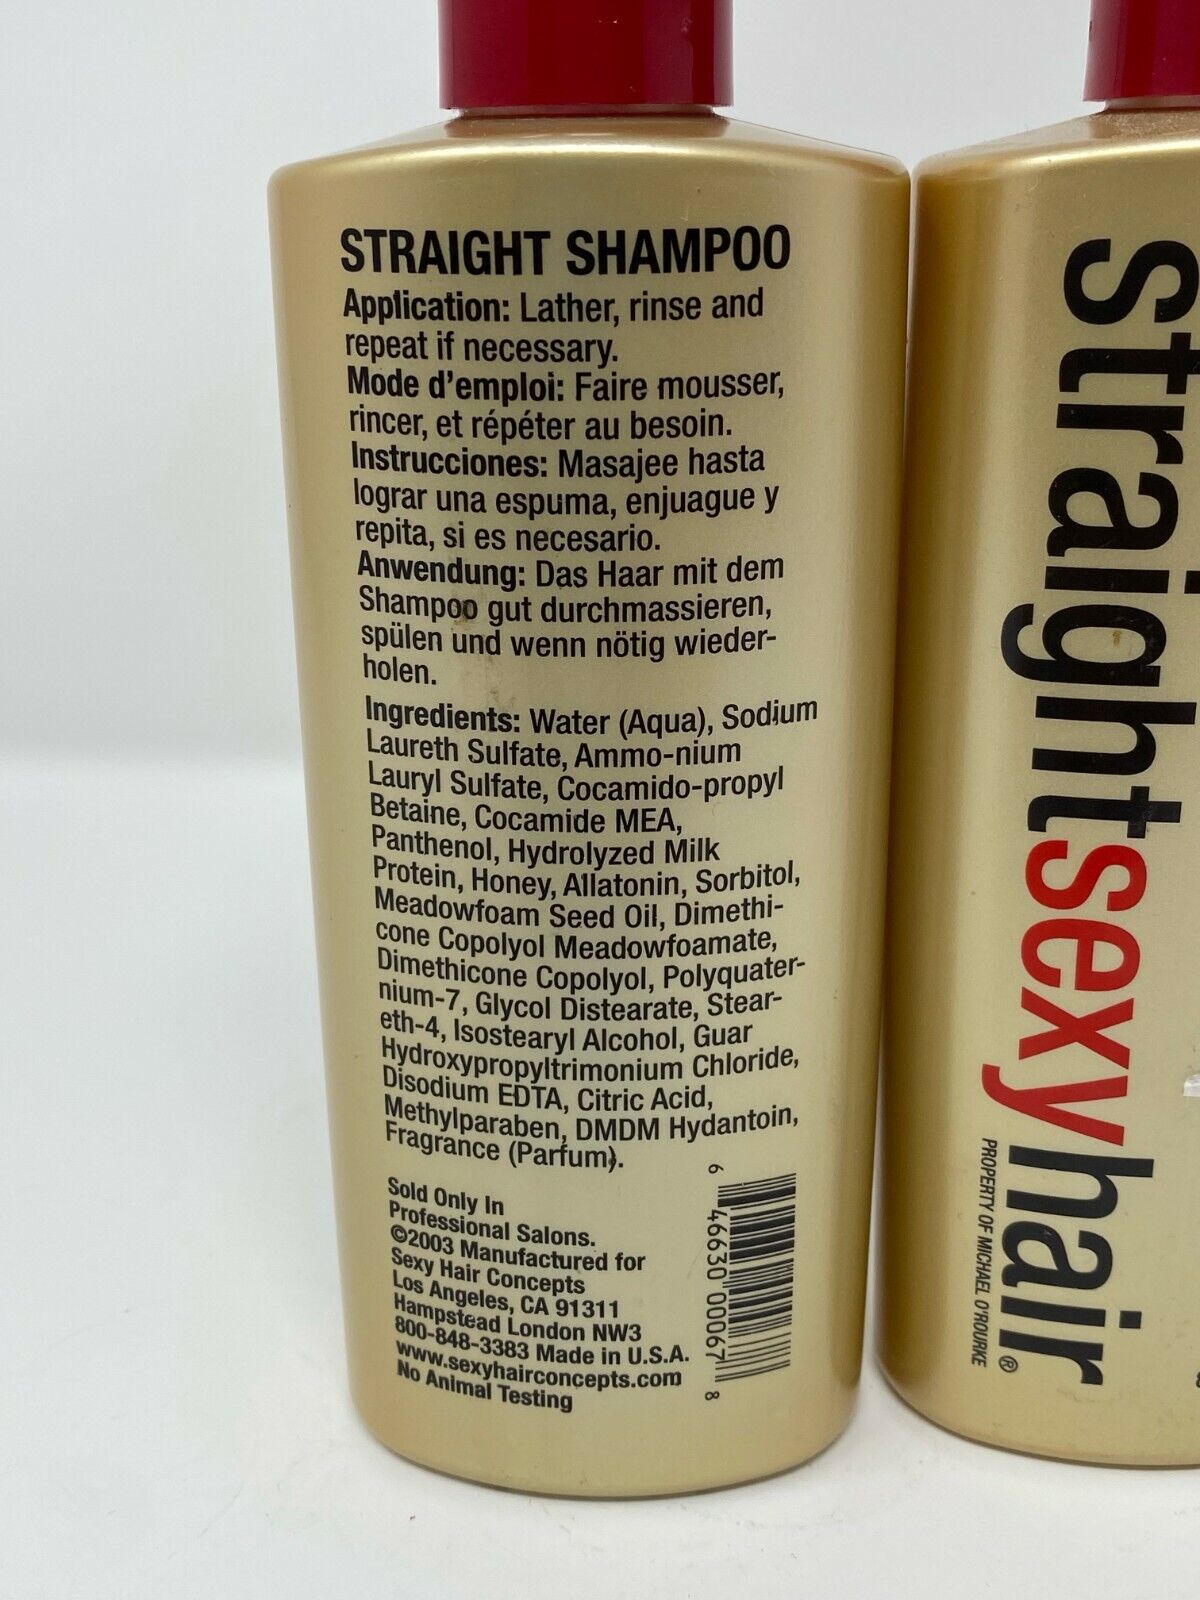 STRAIGHT SHAMPOO
Application: Lather, rinse and
repeat if necessary.
Mode d'emploi: Faire mousser,
rincer, et répéter au besoin.
Instrucciones: Masajee hasta
lograr una espuma, enjuague y
repita, si es necesario.
Anwendung: Das Haar mit dem
Shampoo gut durchmassieren,
spülen und wenn nötig wieder-
holen.
Ingredients: Water (Aqua), Sodium
Laureth Sulfate, Ammo-nium
Lauryl Sulfate, Cocamido-propyl
Betaine, Cocamide MEA,
Panthenol, Hydrolyzed Milk
Protein, Honey, Allatonin, Sorbitol,
Meadowfoam Seed Oil, Dimethi-
cone Copolyol Meadowfoamate,
Dimethicone Copolyol, Polyquater-
nium-7, Glycol Distearate, Stear-
eth-4, Isostearyl Alcohol, Guar
Hydroxypropyltrimonium Chloride,
Disodium EDTA, Citric Acid,
Methylparaben, DMDM Hydantoin,
Fragrance (Parfum).
Sold Only In
Professional Salons.
©2003 Manufactured for
Sexy Hair Concepts
Los Angeles, CA 91311
Hampstead London NW3
800-848-3383 Made in U.S.A.
www.sexyhairconcepts.com
No Animal Testing
6 46630 00067 8
straightsexyhair®
PROPERTY OF MICHAEL O'ROURKE